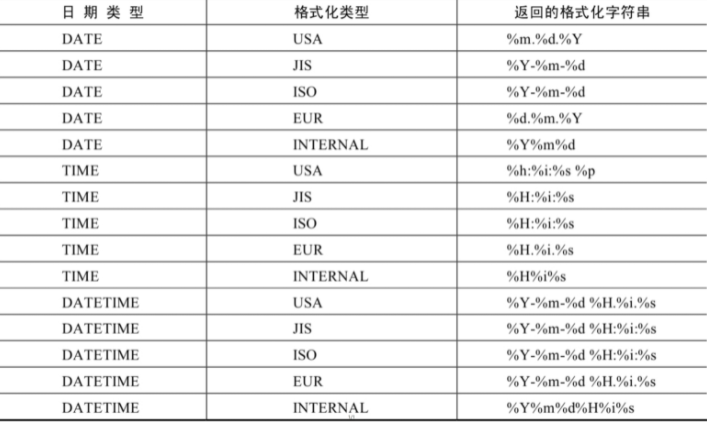 日 期 类 型 格式化类型 返回的格式化字符串
DATE USA %m.%d.%Y
DATE JIS %Y-%m-%d
DATE ISO %Y-%m-%d
DATE EUR %d.%m.%Y
DATE INTERNAL %Y%m%d
TIME USA %h:%i:%s %p
TIME JIS %H:%i:%s
TIME ISO %H:%i:%s
TIME EUR %H.%i.%s
TIME INTERNAL %H%i%s
DATETIME USA %Y-%m-%d %H.%i.%s
DATETIME JIS %Y-%m-%d %H:%i:%s
DATETIME ISO %Y-%m-%d %H:%i:%s
DATETIME EUR %Y-%m-%d %H.%i.%s
DATETIME INTERNAL %Y%m%d%H%i%s